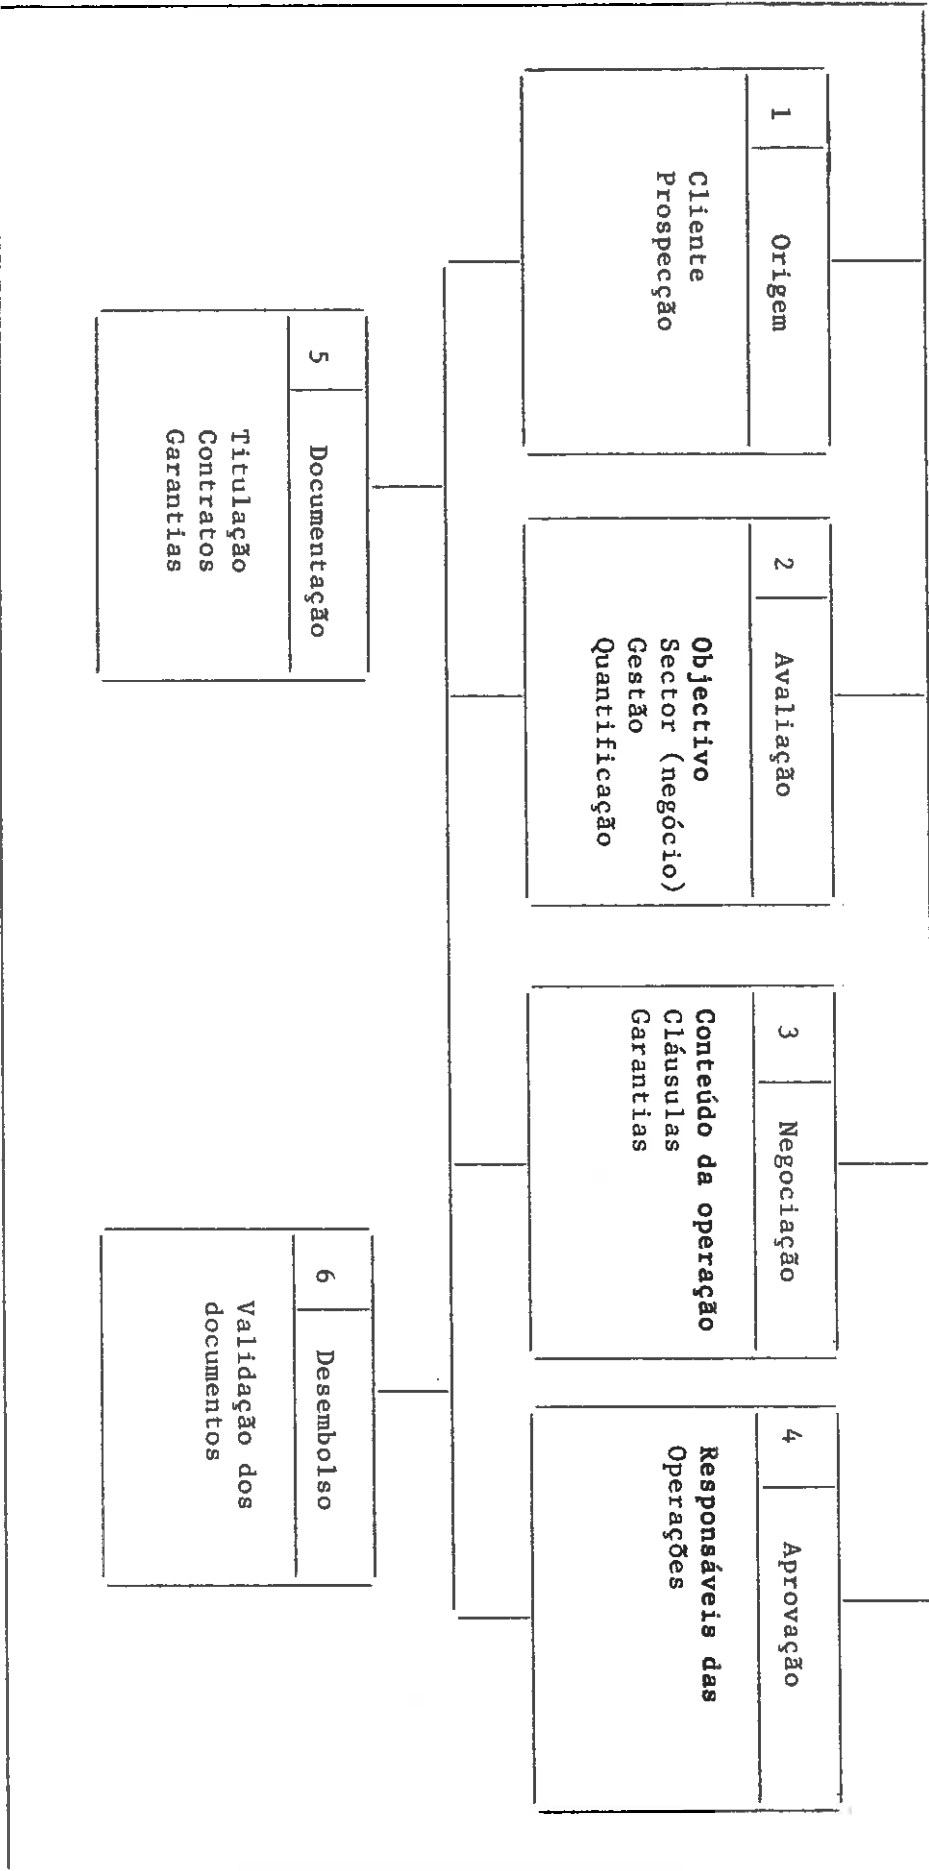 1 Origem
Cliente
Prospecção
2 Avaliação
Objectivo
Sector (negócio)
Gestão
Quantificação
3 Negociação
Conteúdo da operação
Cláusulas
Garantias
4 Aprovação
Responsáveis das
Operações
5 Documentação
Titulação
Contratos
Garantias
6 Desembolso
Validação dos
documentos